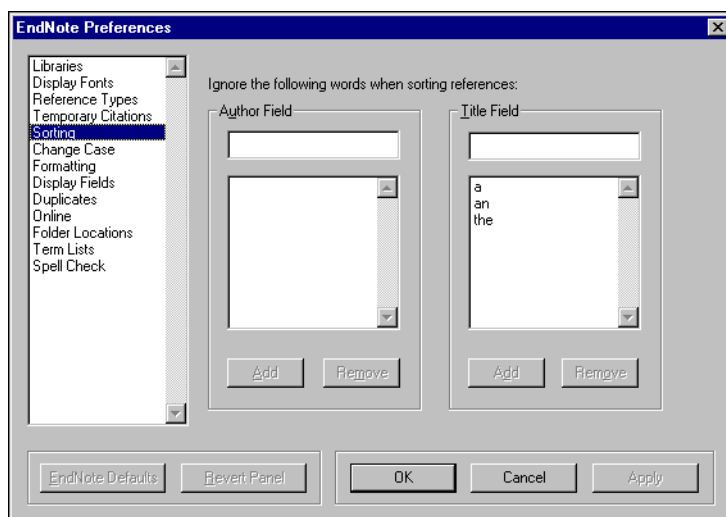 EndNote Preferences
Libraries
Display Fonts
Reference Types
Temporary Citations
Sorting
Change Case
Formatting
Display Fields
Duplicates
Online
Folder Locations
Term Lists
Spell Check
Ignore the following words when sorting references:
Author Field
Add
Remove
Title Field
a
an
the
Add
Remove
EndNote Defaults
Revert Panel
OK
Cancel
Apply